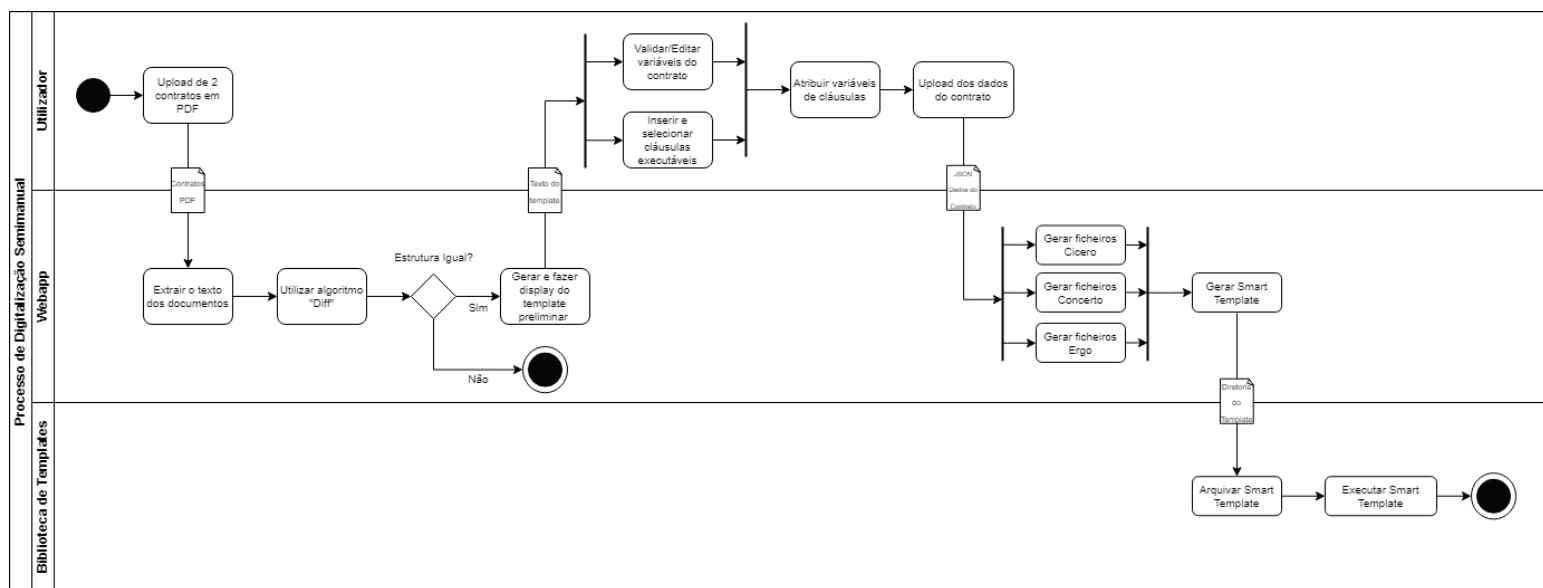 Processo de Digitalização Semimanual
Utilizador
Upload de 2
contratos em
PDF
Contratos
PDF
Validar/Editar
variáveis do
contrato
Inserir e
selecionar
cláusulas
executáveis
Atribuir variáveis
de cláusulas
Upload dos dados
do contrato
Texto do
template
JSON
Dados do
Contrato
Webapp
Extrair o texto
dos documentos
Utilizar algoritmo
"Diff"
Estrutura Igual?
Sim
Não
Gerar e fazer
display do
template
preliminar
Gerar ficheiros
Cicero
Gerar ficheiros
Concerto
Gerar ficheiros
Ergo
Gerar Smart
Template
Diretoria
do
Template
Biblioteca de Templates
Arquivar Smart
Template
Executar Smart
Template